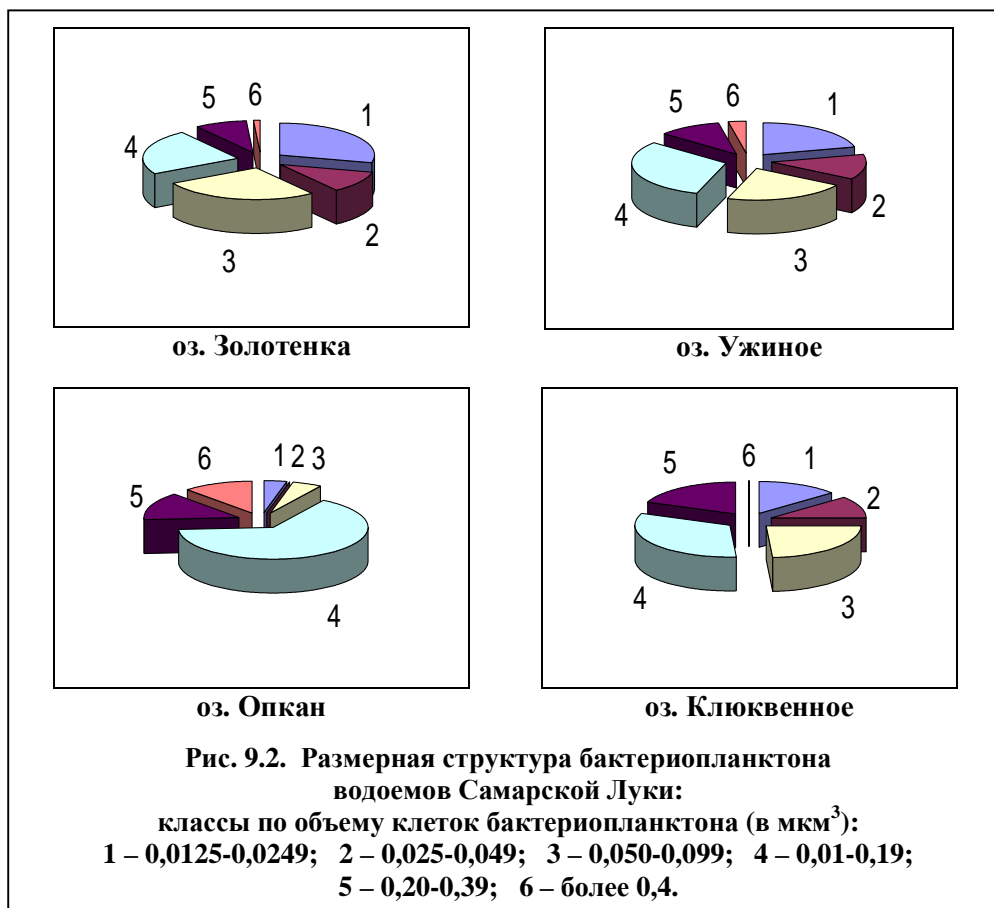 5 6 1
4
3 2
оз. Золотенка
5 6 1
4 2
3
оз. Ужиное
6 1 2 3
5
4
оз. Опкан
5 6 1
2
4 3
оз. Клюквенное
Рис. 9.2. Размерная структура бактериопланктона
водоемов Самарской Луки:
классы по объему клеток бактериопланктона (в мкм³):
1 – 0,0125-0,0249; 2 – 0,025-0,049; 3 – 0,050-0,099; 4 – 0,01-0,19;
5 – 0,20-0,39; 6 – более 0,4.